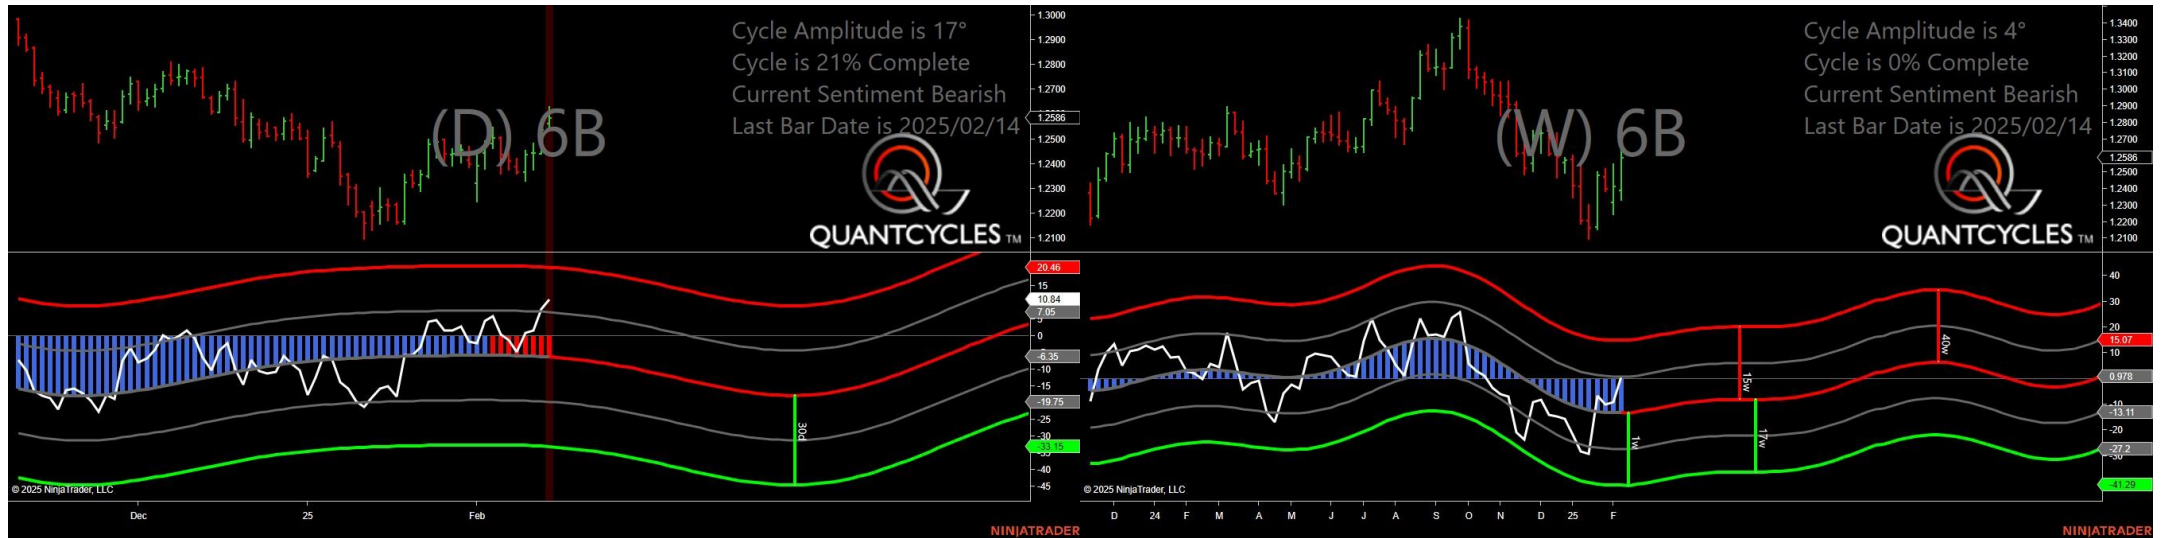 Cycle Amplitude is 17°
Cycle is 21% Complete
Current Sentiment Bearish
Last Bar Date is 2025/02/14
(D) 6B
QUANTCYCLES TM
1.3000
1.2900
1.2800
1.2700
1.2586
1.2500
1.2400
1.2300
1.2200
1.2100
20.46
15
10.84
7.05
5
0
-6.35
-10
-15
-19.75
-25
-30
-33.15
-35
-40
-45
30d
© 2025 NinjaTrader, LLC
Dec
25
Feb
NINJATRADER
Cycle Amplitude is 4°
Cycle is 0% Complete
Current Sentiment Bearish
Last Bar Date is 2025/02/14
(W) 6B
QUANTCYCLES TM
1.3400
1.3300
1.3200
1.3100
1.3000
1.2900
1.2800
1.2700
1.2586
1.2500
1.2400
1.2300
1.2200
1.2100
40
30
20
15.07
10
0.978
-10
-13.11
-20
-27.2
-30
-41.29
1w
15w
17w
40w
© 2025 NinjaTrader, LLC
D 24 F M A M J J A S O N D 25 F
NINJATRADER